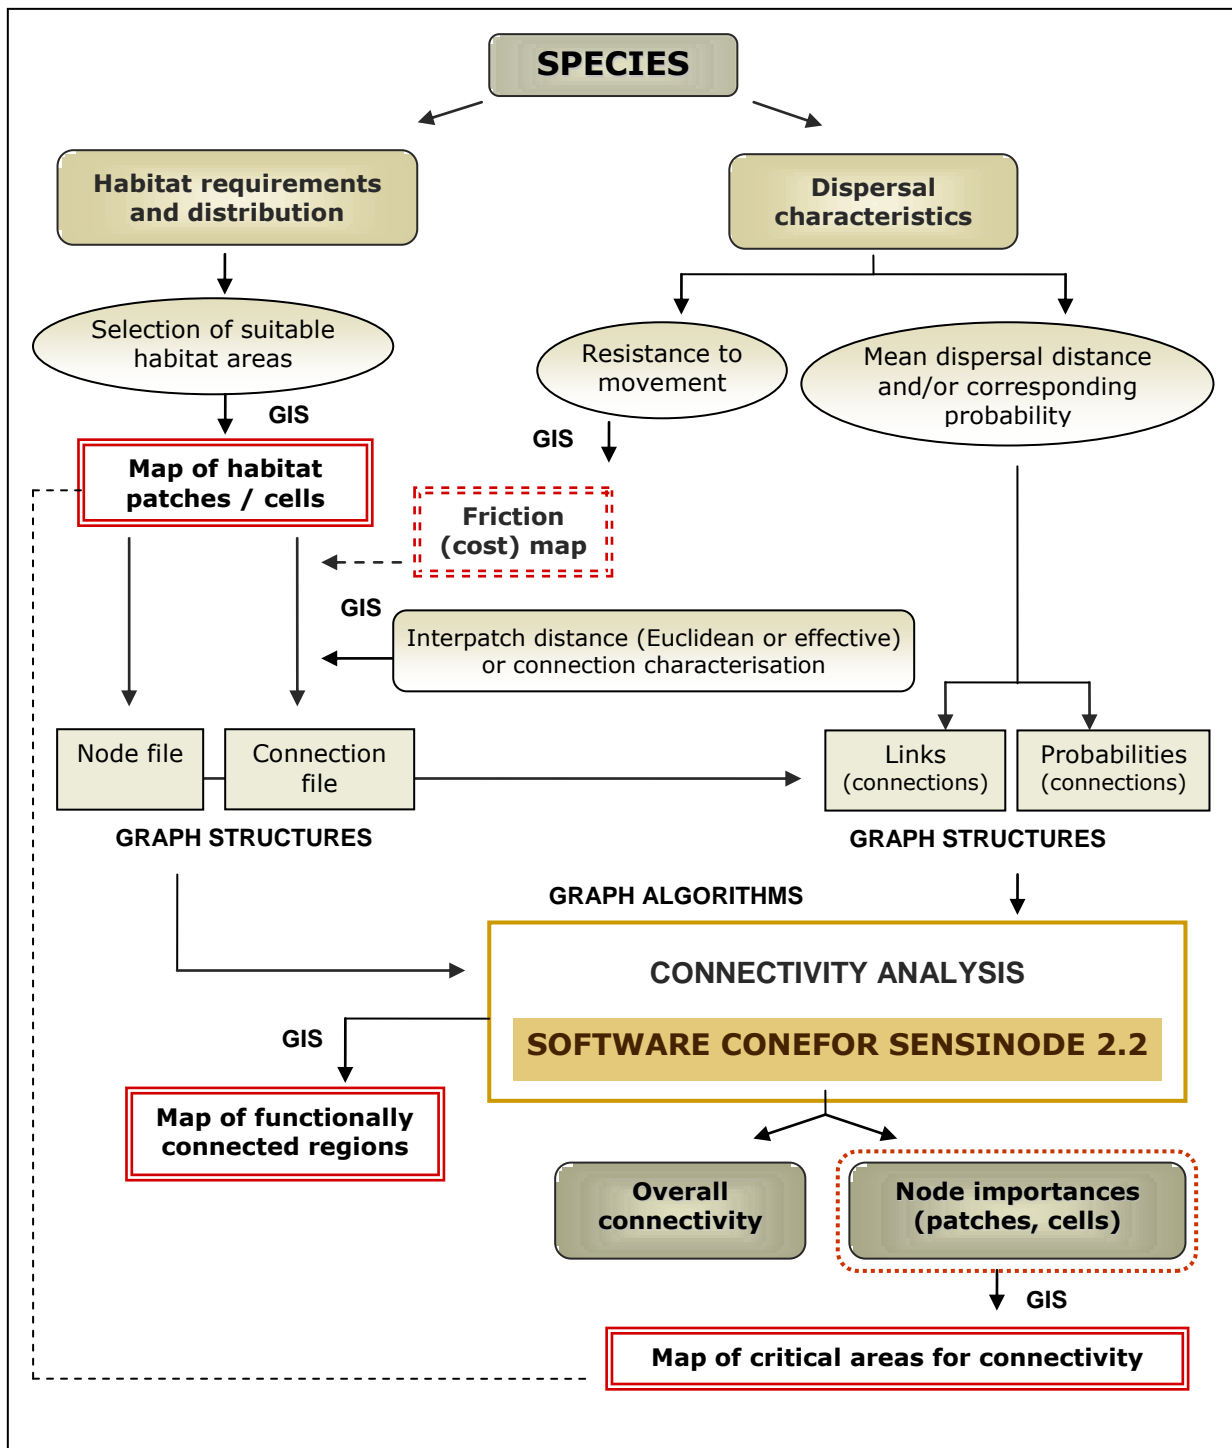 SPECIES
Habitat requirements
and distribution
Dispersal
characteristics
Selection of suitable
habitat areas
Resistance to
movement
Mean dispersal distance
and/or corresponding
probability
GIS
GIS
Map of habitat
patches / cells
Friction
(cost) map
GIS
Interpatch distance (Euclidean or effective)
or connection characterisation
Node file
Connection
file
Links
(connections)
Probabilities
(connections)
GRAPH STRUCTURES
GRAPH STRUCTURES
GRAPH ALGORITHMS
CONNECTIVITY ANALYSIS
SOFTWARE CONEFOR SENSINODE 2.2
GIS
Map of functionally
connected regions
Overall
connectivity
Node importances
(patches, cells)
GIS
Map of critical areas for connectivity